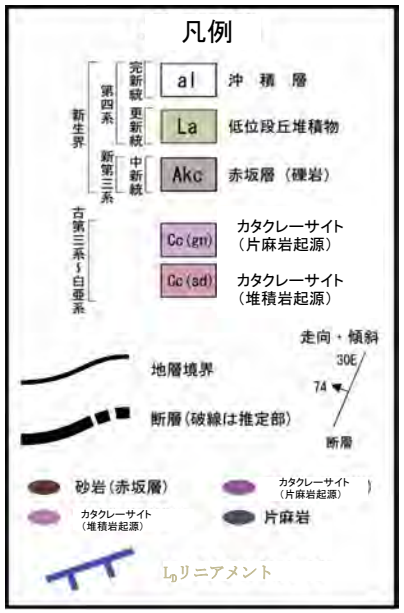 凡例
新生界
第四系
完新統
al
沖積層
更新統
La
低位段丘堆積物
新第三系
中新統
Akc
赤坂層（礫岩）
古第三系～白亜系
Cc(gn)
カタクレーサイト
（片麻岩起源）
Cc(sd)
カタクレーサイト
（堆積岩起源）
走向・傾斜
30E
74
断層
地層境界
断層（破線は推定部）
砂岩（赤坂層）
カタクレーサイト
（片麻岩起源）
)
カタクレーサイト
（堆積岩起源）
片麻岩
LDリニアメント